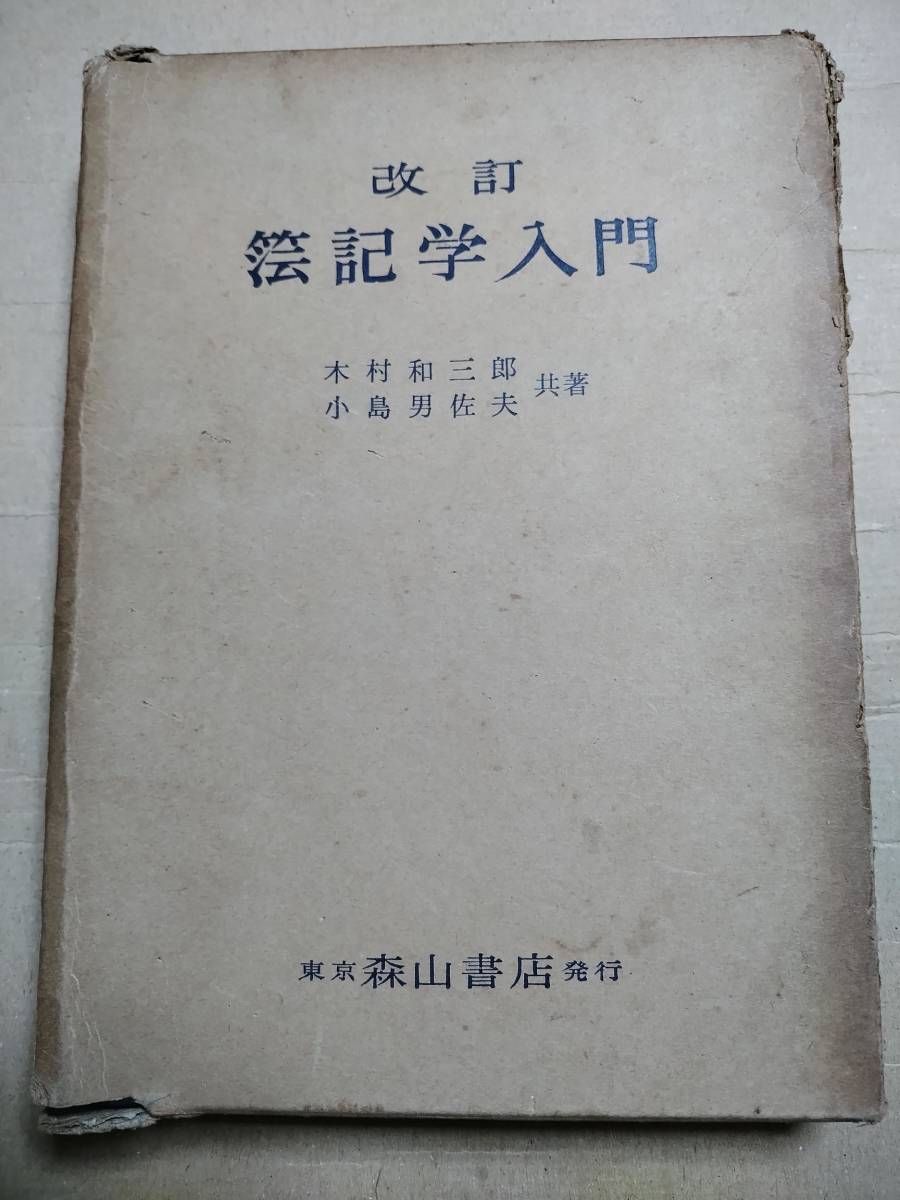 改訂
簿記学入門
木村和三郎
小島男佐夫 共著
東京 森山書店 発行